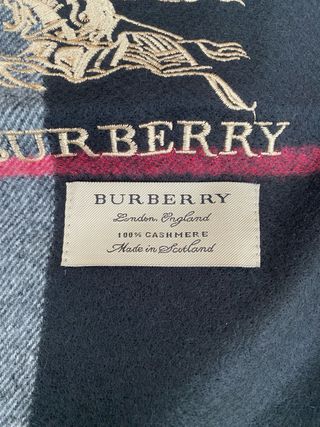 BURBERRY
BURBERRY
London, England
100% CASHMERE
Made in Scotland